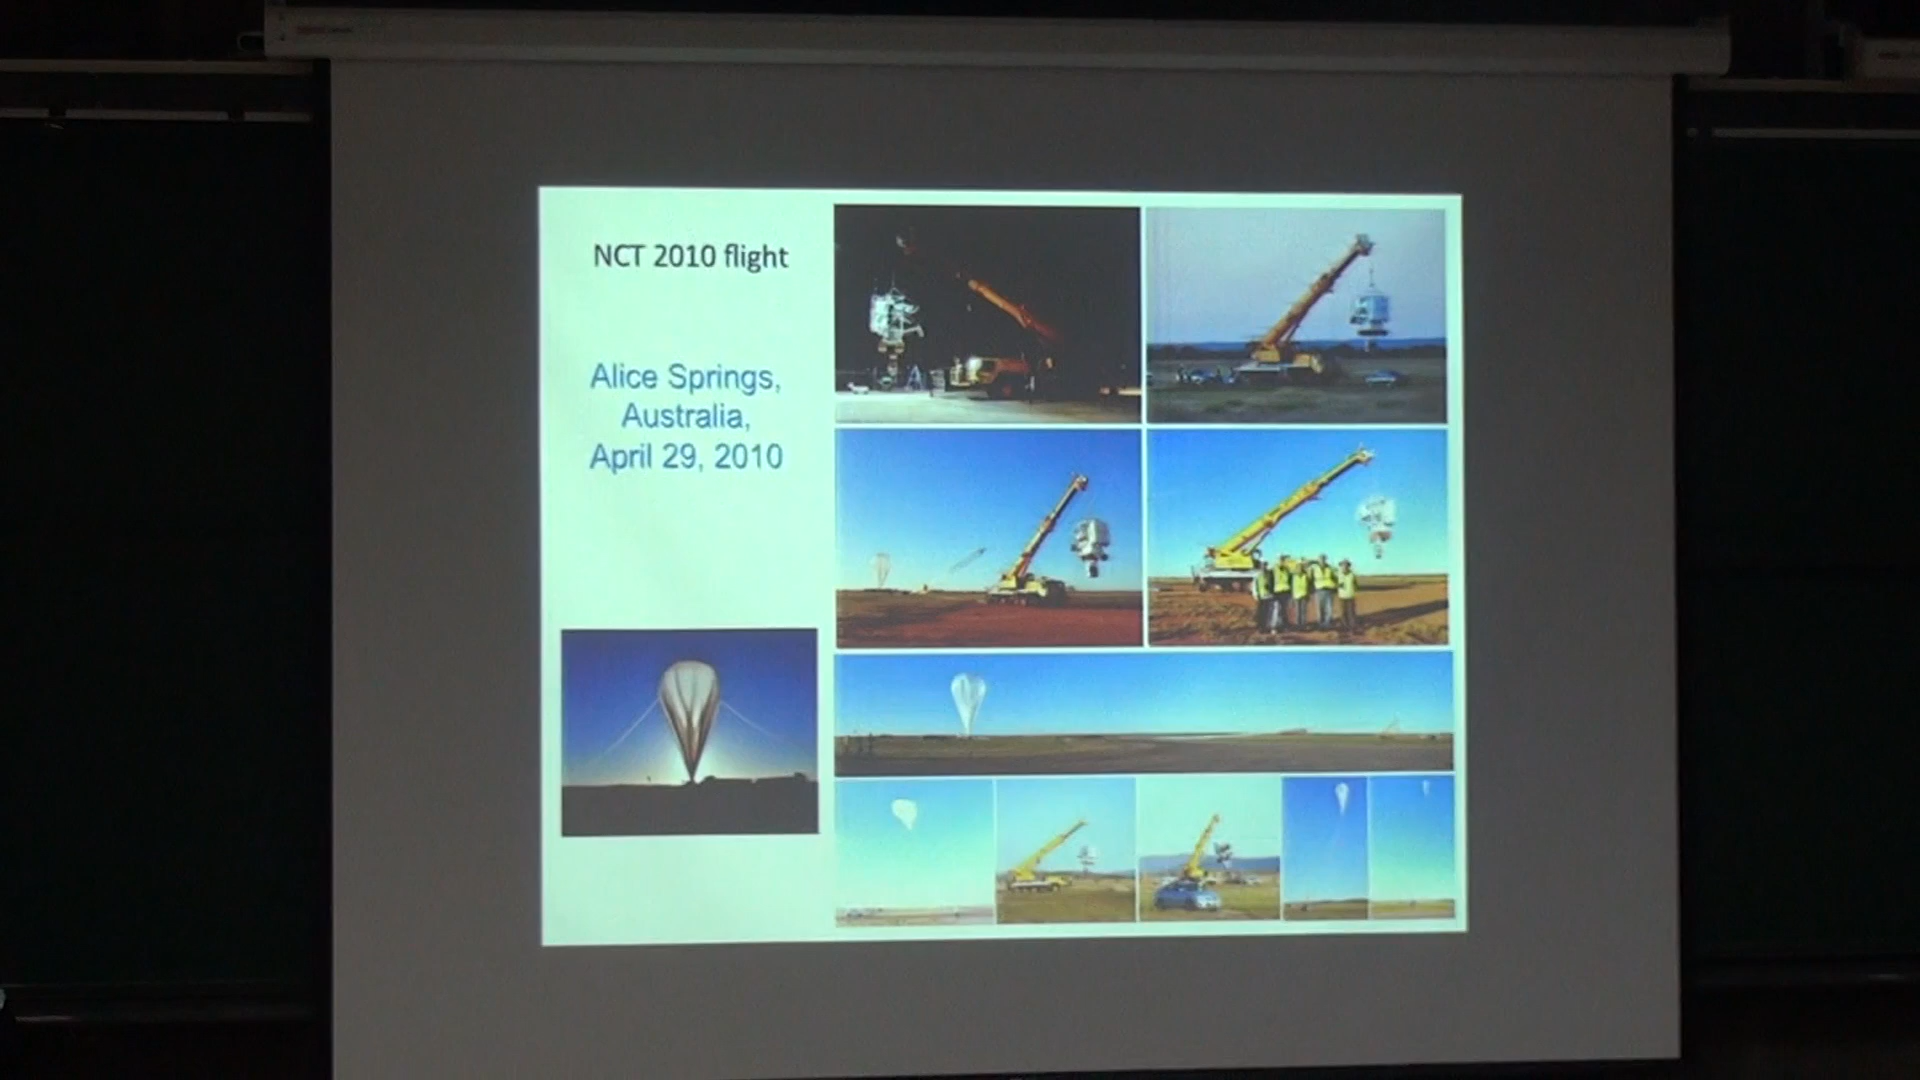 NCT 2010 flight
Alice Springs,
Australia,
April 29, 2010